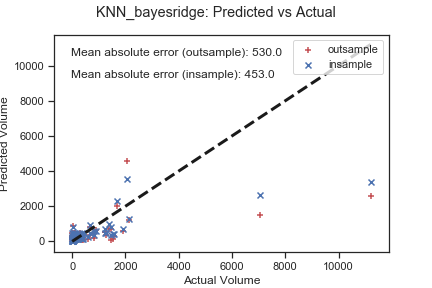 KNN_bayesridge: Predicted vs Actual
Mean absolute error (outsample): 530.0
Mean absolute error (insample): 453.0
outsample
insample
10000
8000
6000
4000
2000
0
Predicted Volume
0 2000 4000 6000 8000 10000
Actual Volume